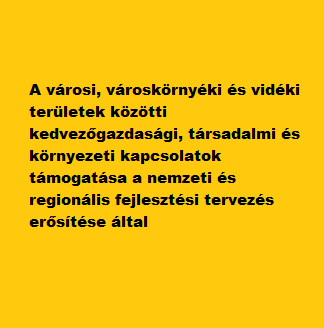 A városi, városkörnyéki és vidéki
területek közötti
kedvezőgazdasági, társadalmi és
környezeti kapcsolatok
támogatása a nemzeti és
regionális fejlesztési tervezés
erősítése által